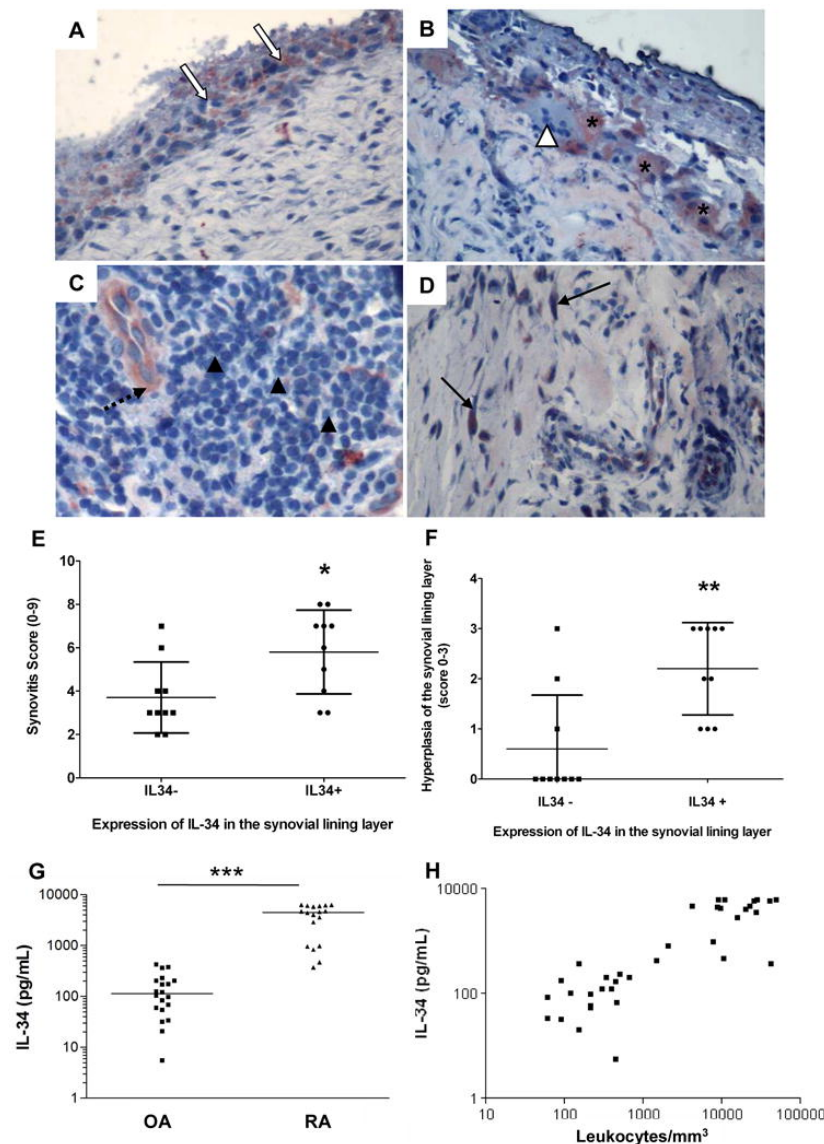 A
B
*
*
*
C
D
E
Synovitis Score (0-9)
10
8
6
4
2
0
*
IL34-
IL34+
Expression of IL-34 in the synovial lining layer
F
Hyperplasia of the synovial lining layer
(score 0-3)
4
3
2
1
0
**
IL34 -
IL34 +
Expression of IL-34 in the synovial lining layer
G
IL-34 (pg/mL)
10000
1000
100
10
1
***
OA
RA
H
IL-34 (pg/mL)
10000
100
1
10
100
1000
10000
100000
Leukocytes/mm³